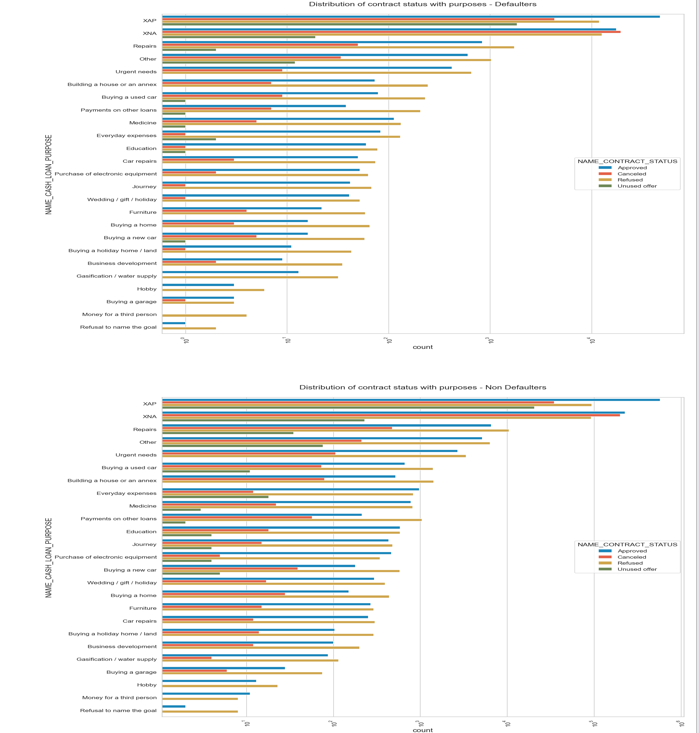 Distribution of contract status with purposes - Defaulters
XAP
XNA
Repairs
Other
Urgent needs
Building a house or an annex
Buying a used car
Payments on other loans
Medicine
Everyday expenses
Education
Car repairs
Purchase of electronic equipment
Journey
Wedding / gift / holiday
Furniture
Buying a home
Buying a new car
Buying a holiday home / land
Business development
Gasification / water supply
Hobby
Buying a garage
Money for a third person
Refusal to name the goal
NAME_CASH_LOAN_PURPOSE
NAME_CONTRACT_STATUS
Approved
Canceled
Refused
Unused offer
count
Distribution of contract status with purposes - Non Defaulters
XAP
XNA
Repairs
Other
Urgent needs
Buying a used car
Building a house or an annex
Everyday expenses
Medicine
Payments on other loans
Education
Journey
Purchase of electronic equipment
Buying a new car
Wedding / gift / holiday
Buying a home
Furniture
Car repairs
Buying a holiday home / land
Business development
Gasification / water supply
Buying a garage
Hobby
Money for a third person
Refusal to name the goal
NAME_CASH_LOAN_PURPOSE
NAME_CONTRACT_STATUS
Approved
Canceled
Refused
Unused offer
count